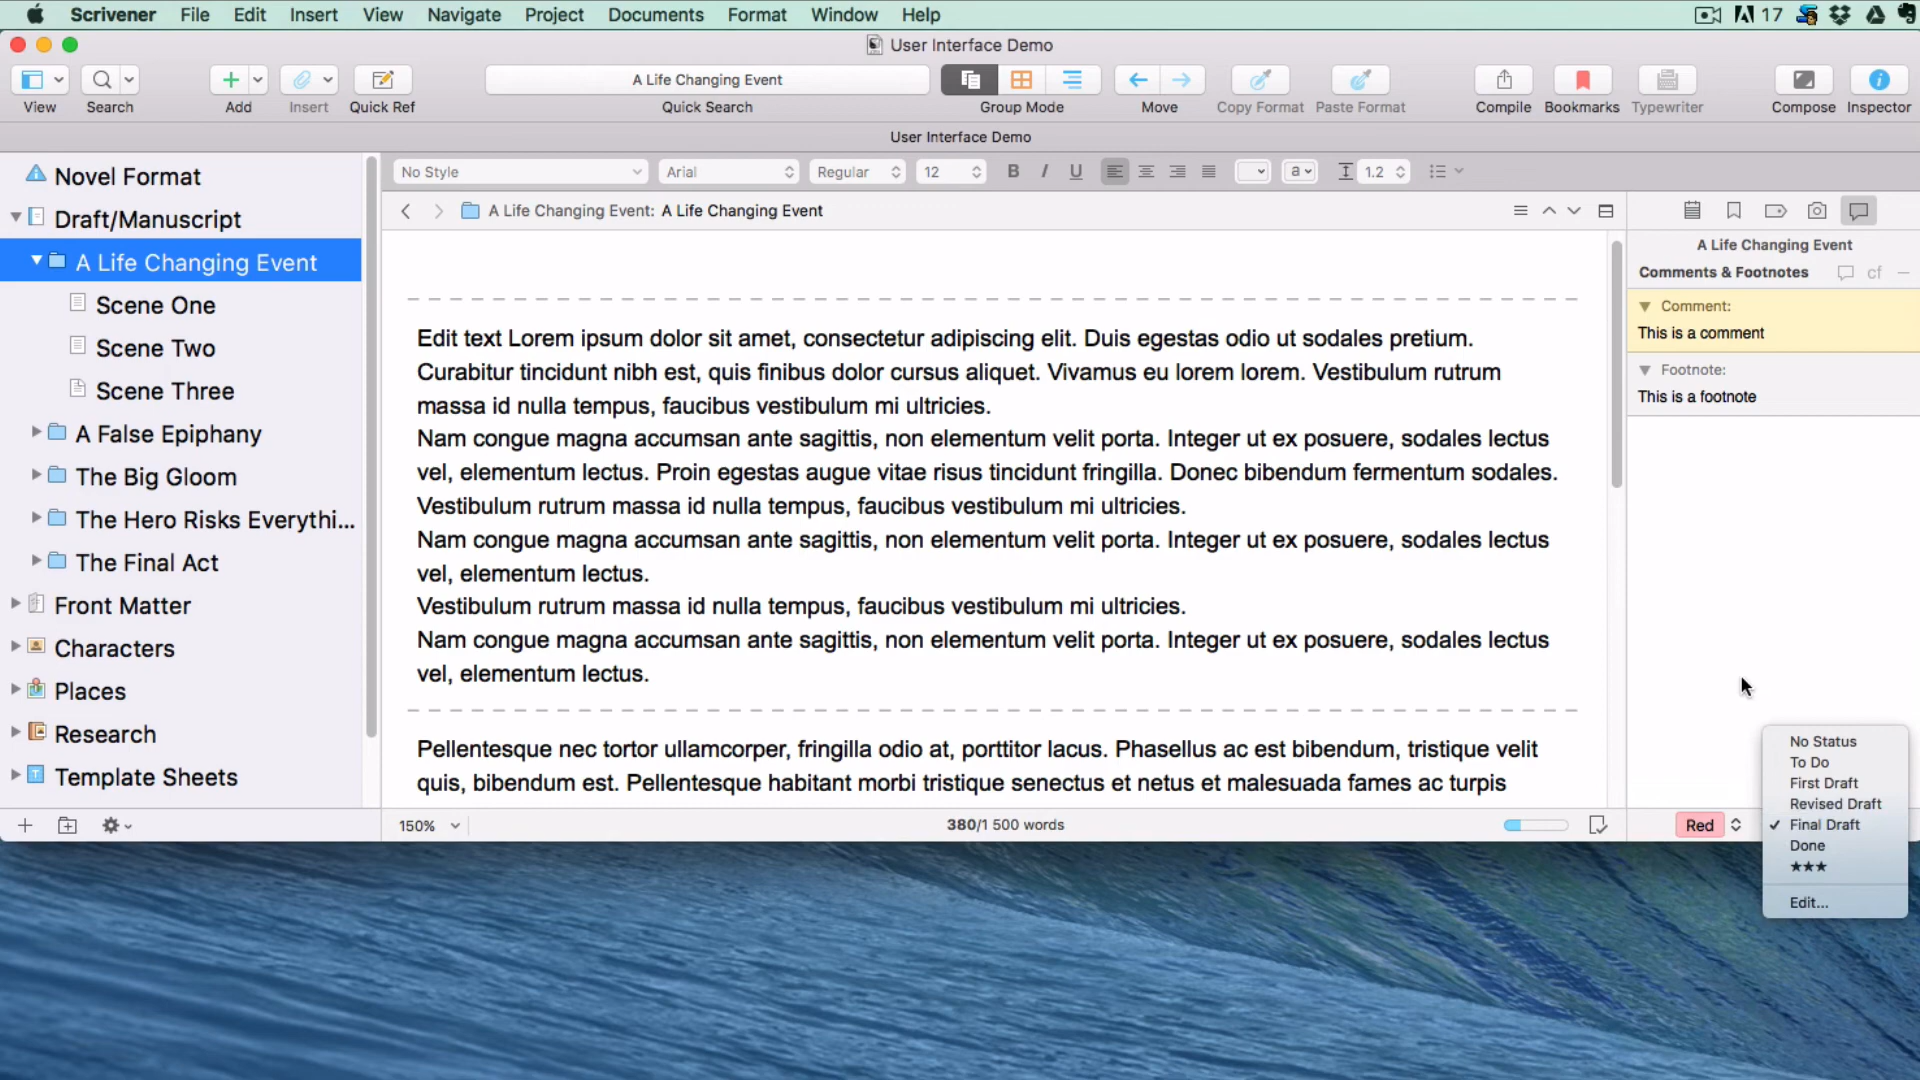 Scrivener File Edit Insert View Navigate Project Documents Format Window Help 17
User Interface Demo
A Life Changing Event
View Search Add Insert Quick Ref Quick Search Group Mode Move Copy Format Paste Format Compile Bookmarks Typewriter Compose Inspector
User Interface Demo
No Style Arial Regular 12 B I U a 1.2
Novel Format
Draft/Manuscript
A Life Changing Event
Scene One
Scene Two
Scene Three
A False Epiphany
The Big Gloom
The Hero Risks Everythi...
The Final Act
Front Matter
Characters
Places
Research
Template Sheets
A Life Changing Event: A Life Changing Event
Edit text Lorem ipsum dolor sit amet, consectetur adipiscing elit. Duis egestas odio ut sodales pretium.
Curabitur tincidunt nibh est, quis finibus dolor cursus aliquet. Vivamus eu lorem lorem. Vestibulum rutrum
massa id nulla tempus, faucibus vestibulum mi ultricies.
Nam congue magna accumsan ante sagittis, non elementum velit porta. Integer ut ex posuere, sodales lectus
vel, elementum lectus. Proin egestas augue vitae risus tincidunt fringilla. Donec bibendum fermentum sodales.
Vestibulum rutrum massa id nulla tempus, faucibus vestibulum mi ultricies.
Nam congue magna accumsan ante sagittis, non elementum velit porta. Integer ut ex posuere, sodales lectus
vel, elementum lectus.
Vestibulum rutrum massa id nulla tempus, faucibus vestibulum mi ultricies.
Nam congue magna accumsan ante sagittis, non elementum velit porta. Integer ut ex posuere, sodales lectus
vel, elementum lectus.
Pellentesque nec tortor ullamcorper, fringilla odio at, porttitor lacus. Phasellus ac est bibendum, tristique velit
quis, bibendum est. Pellentesque habitant morbi tristique senectus et netus et malesuada fames ac turpis
150%
380/1 500 words
A Life Changing Event
Comments & Footnotes cf
Comment:
This is a comment
Footnote:
This is a footnote
Red
No Status
To Do
First Draft
Revised Draft
✓ Final Draft
Done
★★★
Edit...